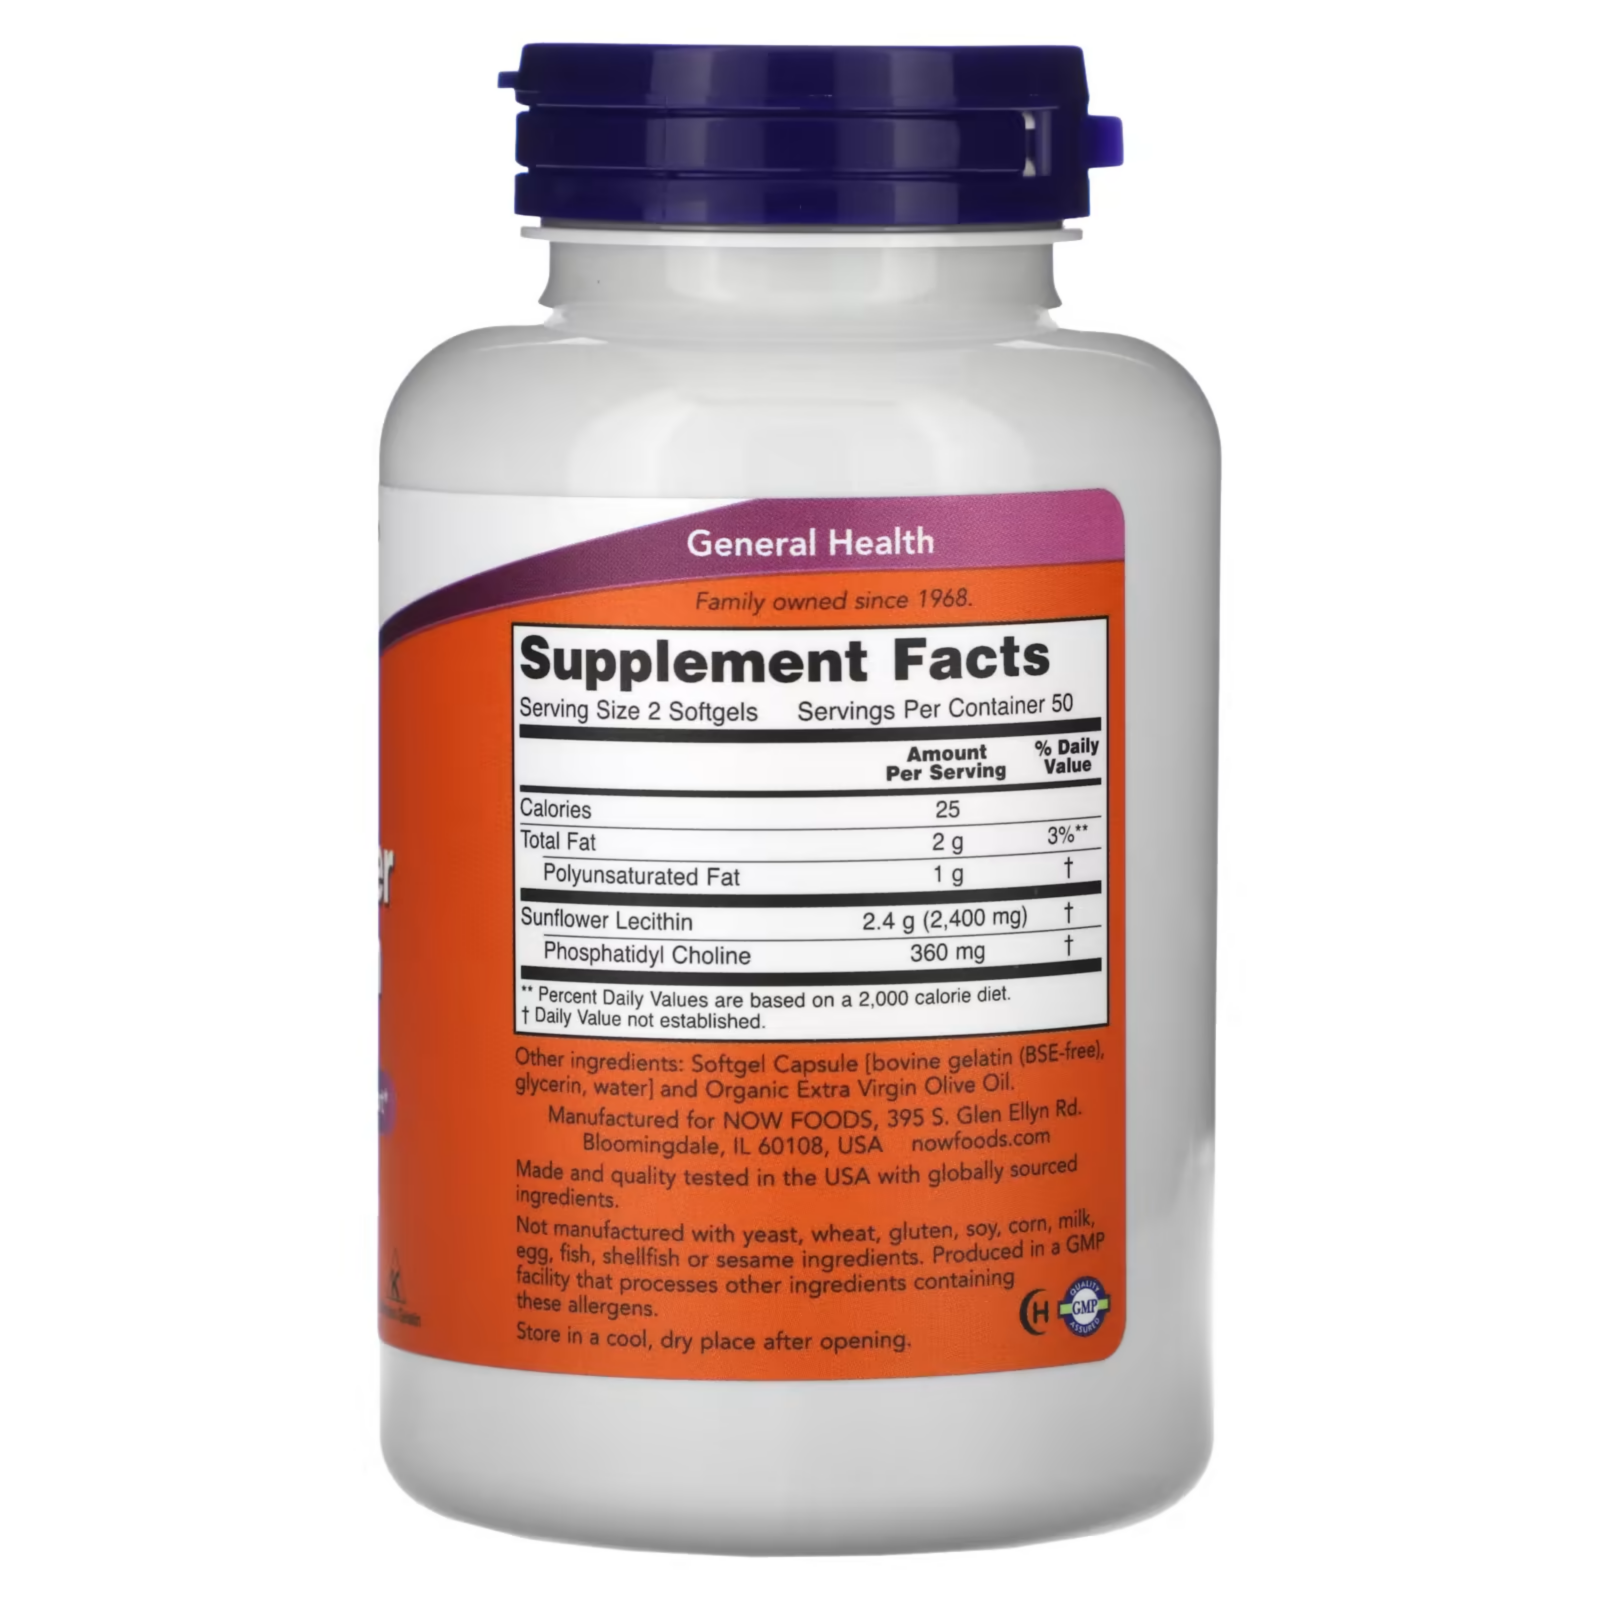 General Health
Family owned since 1968.
Supplement Facts
Serving Size 2 Softgels Servings Per Container 50
Amount Per Serving % Daily Value
Calories 25
Total Fat 2 g 3%**
Polyunsaturated Fat 1 g †
Sunflower Lecithin 2.4 g (2,400 mg) †
Phosphatidyl Choline 360 mg †
** Percent Daily Values are based on a 2,000 calorie diet.
† Daily Value not established.
Other ingredients: Softgel Capsule [bovine gelatin (BSE-free),
glycerin, water] and Organic Extra Virgin Olive Oil.
Manufactured for NOW FOODS, 395 S. Glen Ellyn Rd.
Bloomingdale, IL 60108, USA nowfoods.com
Made and quality tested in the USA with globally sourced
ingredients.
Not manufactured with yeast, wheat, gluten, soy, corn, milk,
egg, fish, shellfish or sesame ingredients. Produced in a GMP
facility that processes other ingredients containing
these allergens.
Store in a cool, dry place after opening.
H
QUALITY
GMP
ASSURED
er
K
Gelatin